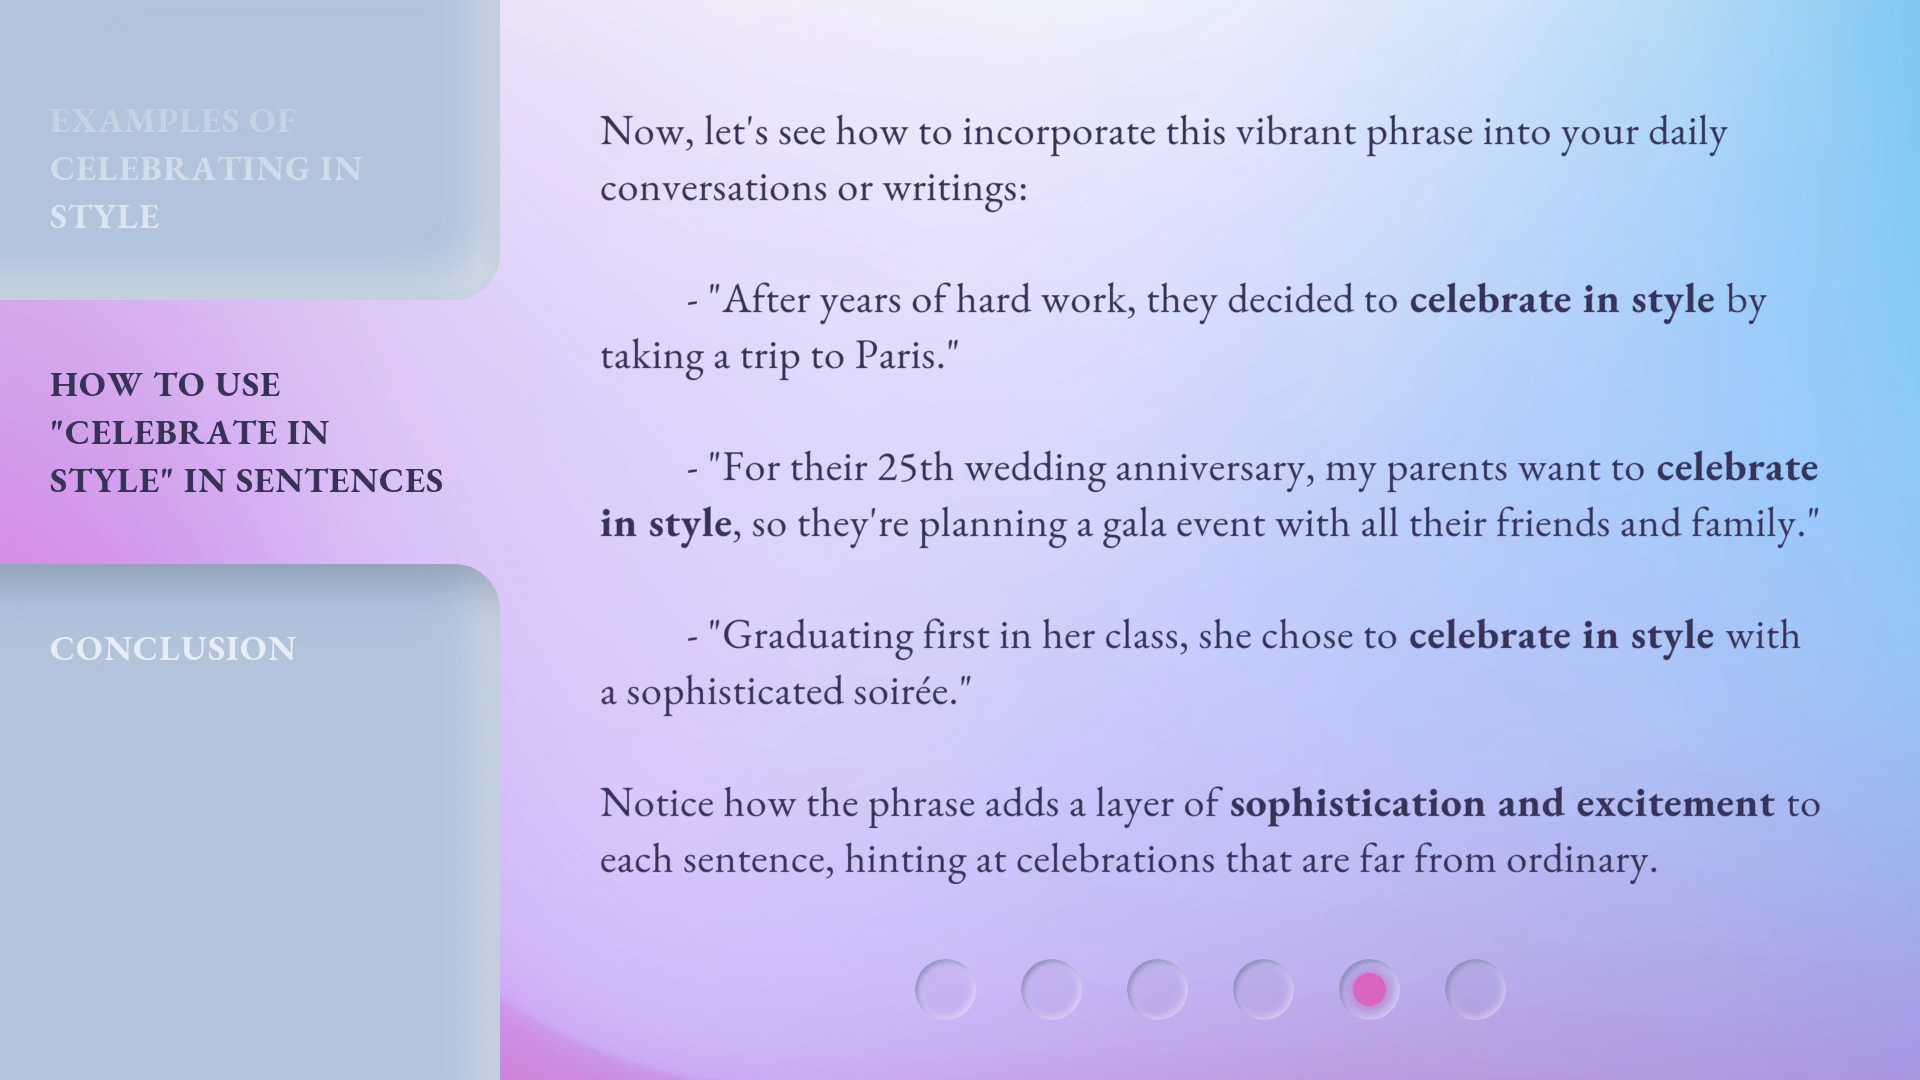 EXAMPLES OF
CELEBRATING IN
STYLE
HOW TO USE
"CELEBRATE IN
STYLE" IN SENTENCES
CONCLUSION
Now, let's see how to incorporate this vibrant phrase into your daily
conversations or writings:
- "After years of hard work, they decided to celebrate in style by
taking a trip to Paris."
- "For their 25th wedding anniversary, my parents want to celebrate
in style, so they're planning a gala event with all their friends and family."
- "Graduating first in her class, she chose to celebrate in style with
a sophisticated soirée."
Notice how the phrase adds a layer of sophistication and excitement to
each sentence, hinting at celebrations that are far from ordinary.